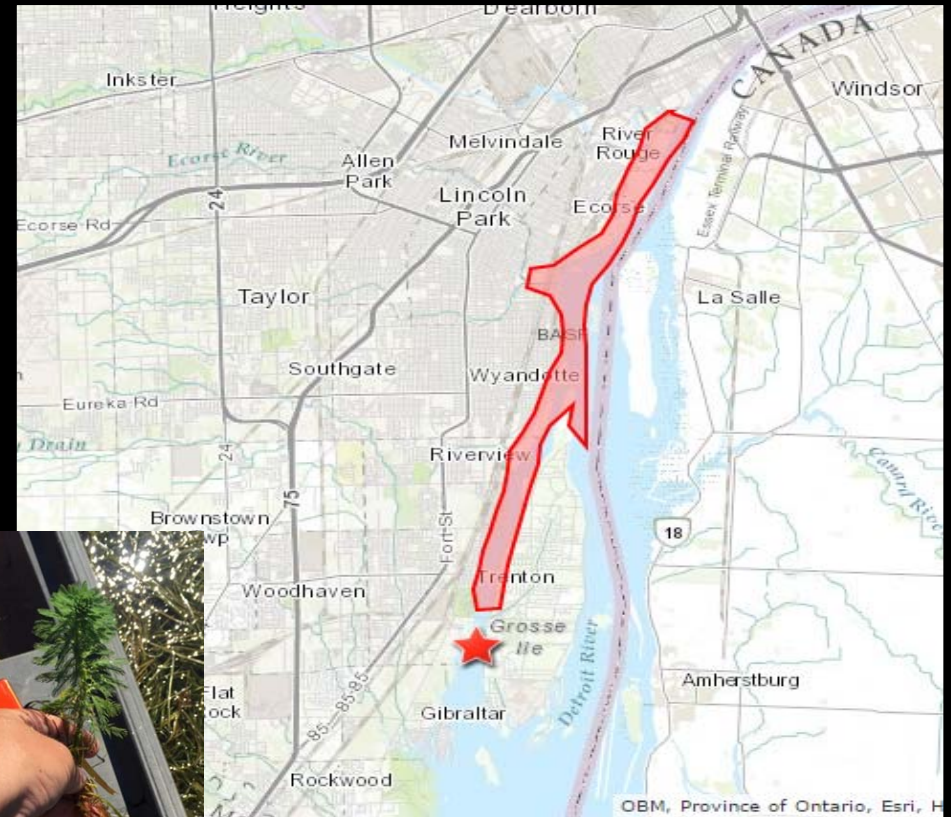 Dearborn
CANADA
Inkster
Windsor
Melvindale
River
Rouge
Essex Terminal Railway
Ecorse River
Allen
Park
24
Lincoln
Park
Ecorse
Ecorse Rd
Taylor
La Salle
BASF
Southgate
Wyandotte
Eureka Rd
Drain
24
Riverview
Canard River
75
Brownstown
Fort St
18
Trenton
Woodhaven
Grosse
Ile
Detroit River
Amherstburg
Flat
Rock
85
85
85
Gibraltar
Rockwood
OBM, Province of Ontario, Esri, H